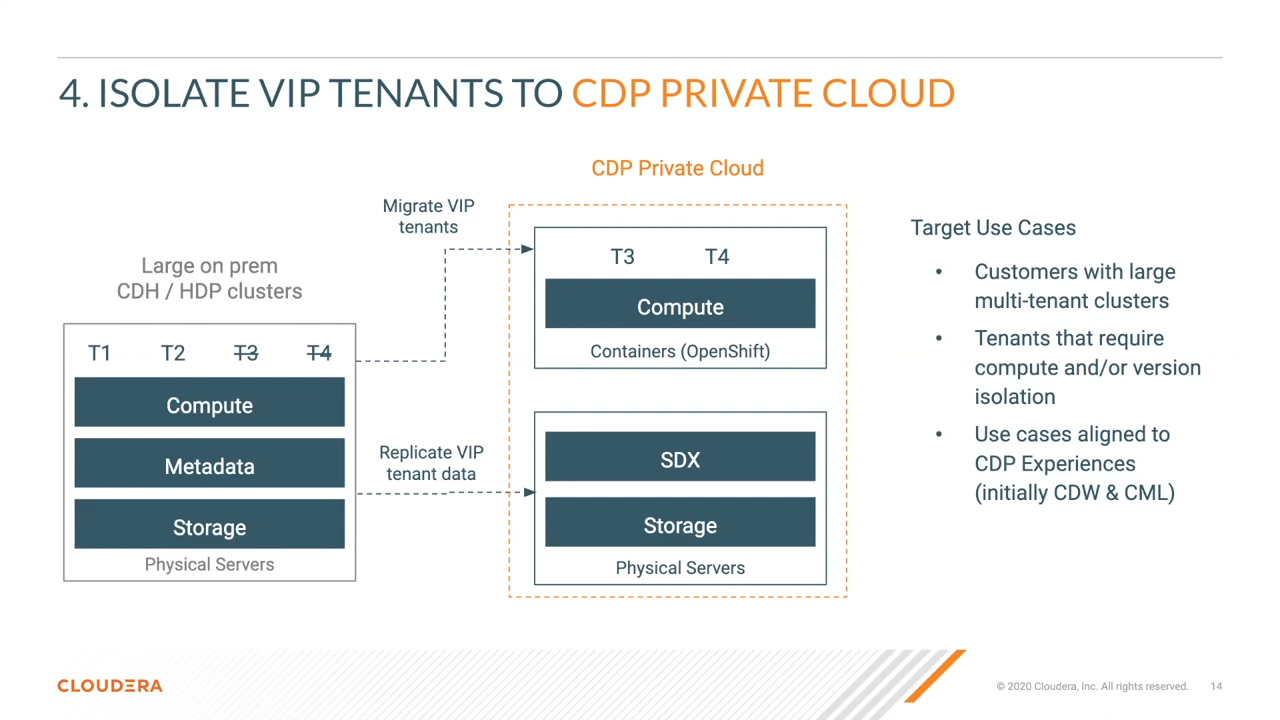 4. ISOLATE VIP TENANTS TO CDP PRIVATE CLOUD
Large on prem
CDH / HDP clusters
T1 T2 T3 T4
Compute
Metadata
Storage
Physical Servers
Migrate VIP
tenants
Replicate VIP
tenant data
CDP Private Cloud
T3 T4
Compute
Containers (OpenShift)
SDX
Storage
Physical Servers
Target Use Cases
• Customers with large
multi-tenant clusters
• Tenants that require
compute and/or version
isolation
• Use cases aligned to
CDP Experiences
(initially CDW & CML)
CLOUDERA
© 2020 Cloudera, Inc. All rights reserved. 14